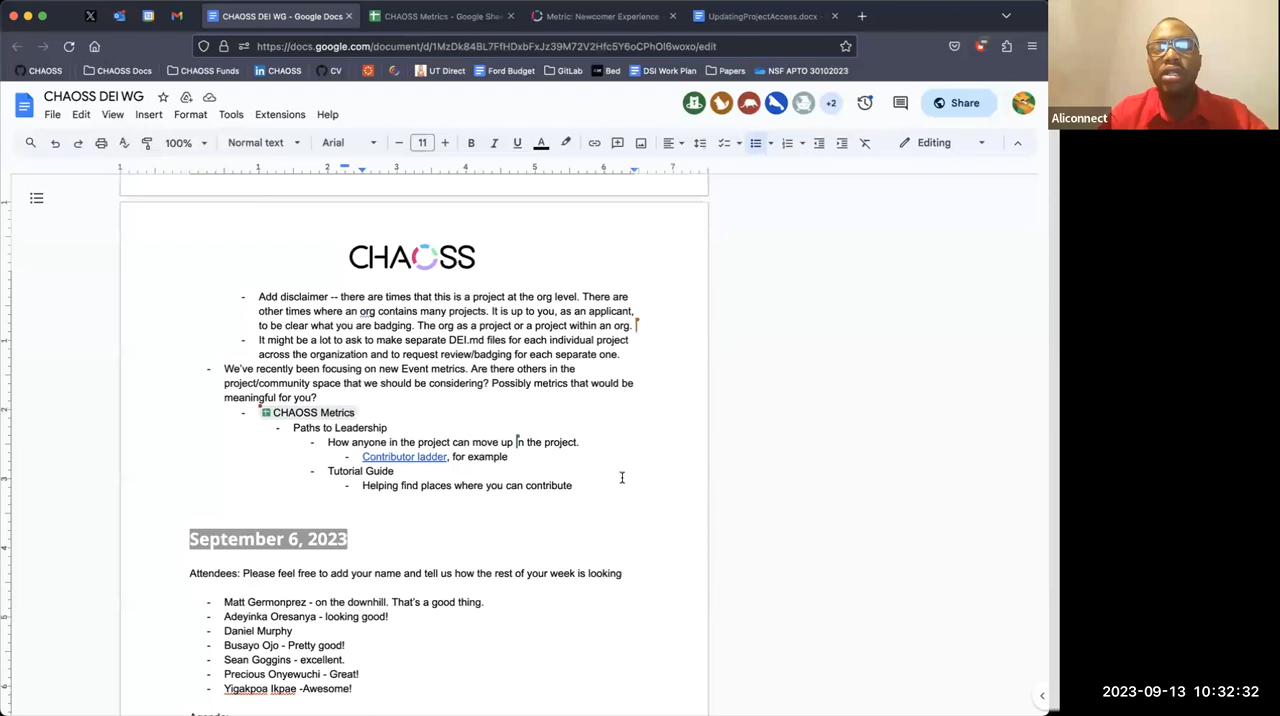 CHAOSS DEI WG - Google Docs
CHAOSS Metrics - Google She
Metric: Newcomer Experience
UpdatingProjectAccess.docx
https://docs.google.com/document/d/1MzDk84BL7FfHDxbFxJz39M72V2Hfc5Y6oCPhOl6woxo/edit
CHAOSS CHAOSS Docs CHAOSS Funds CHAOSS CV UT Direct Ford Budget GitLab Bed DSI Work Plan Papers NSF APTO 30102023
CHAOSS DEI WG
File Edit View Insert Format Tools Extensions Help
+2
Share
100% Normal text Arial 11 B I U A Editing
1 1 2 3 4 5 6 7
CHAOSS
- Add disclaimer -- there are times that this is a project at the org level. There are
other times where an org contains many projects. It is up to you, as an applicant,
to be clear what you are badging. The org as a project or a project within an org.
- It might be a lot to ask to make separate DEI.md files for each individual project
across the organization and to request review/badging for each separate one.
- We've recently been focusing on new Event metrics. Are there others in the
project/community space that we should be considering? Possibly metrics that would be
meaningful for you?
- CHAOSS Metrics
- Paths to Leadership
- How anyone in the project can move up in the project.
- Contributor ladder, for example
- Tutorial Guide
- Helping find places where you can contribute
September 6, 2023
Attendees: Please feel free to add your name and tell us how the rest of your week is looking
- Matt Germonprez - on the downhill. That's a good thing.
- Adeyinka Oresanya - looking good!
- Daniel Murphy
- Busayo Ojo - Pretty good!
- Sean Goggins - excellent.
- Precious Onyewuchi - Great!
- Yigakpoa Ikpae -Awesome!
Aliconnect
2023-09-13 10:32:32